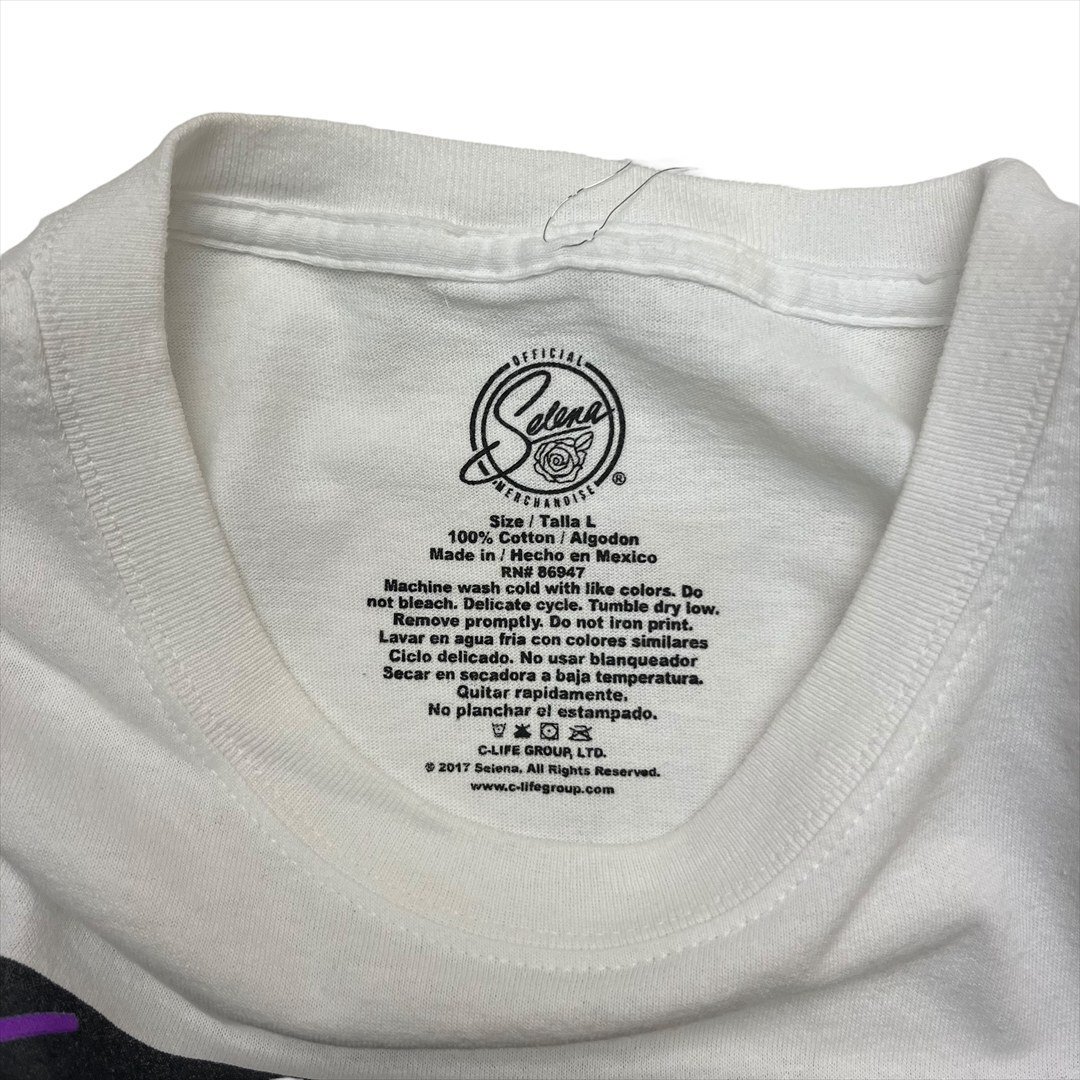 OFFICIAL
Selena
MERCHANDISE ®
Size / Talla L
100% Cotton / Algodon
Made in / Hecho en Mexico
RN# 86947
Machine wash cold with like colors. Do
not bleach. Delicate cycle. Tumble dry low.
Remove promptly. Do not iron print.
Lavar en agua fria con colores similares
Ciclo delicado. No usar blanqueador
Secar en secadora a baja temperatura.
Quitar rapidamente.
No planchar el estampado.
C-LIFE GROUP, LTD.
© 2017 Selena. All Rights Reserved.
www.c-lifegroup.com